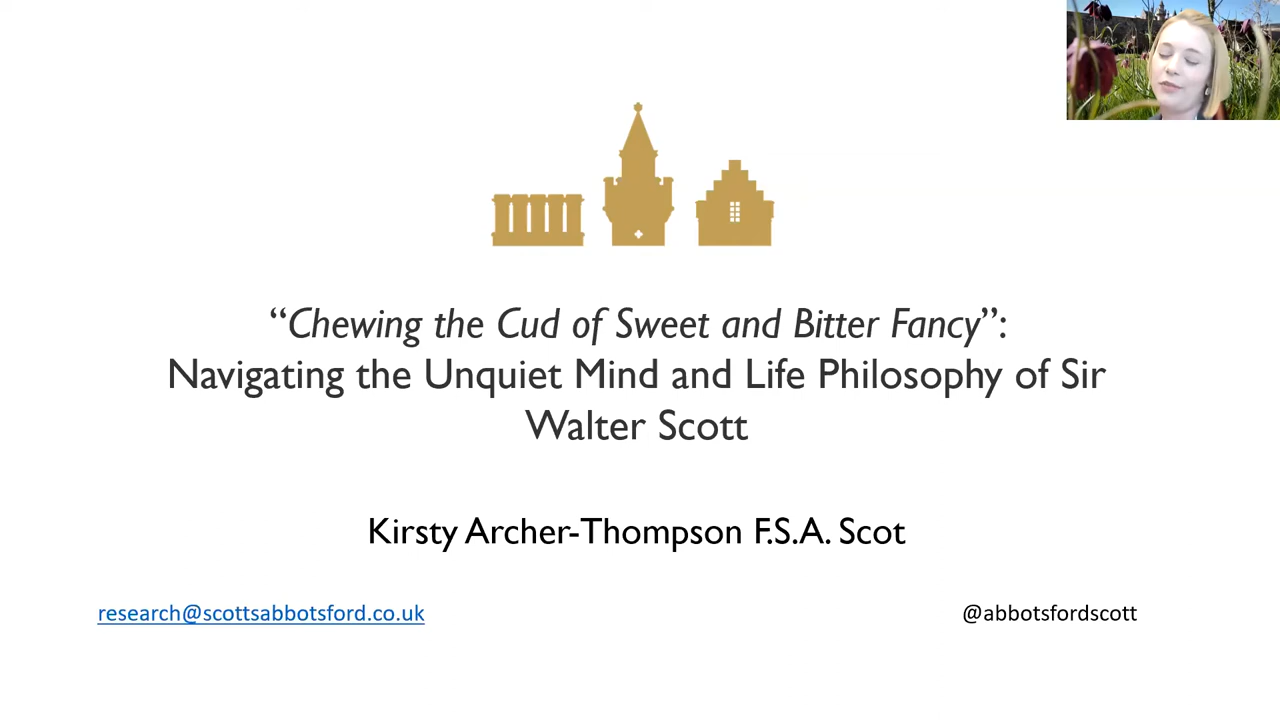 “Chewing the Cud of Sweet and Bitter Fancy”:
Navigating the Unquiet Mind and Life Philosophy of Sir
Walter Scott
Kirsty Archer-Thompson F.S.A. Scot
research@scottsabbotsford.co.uk
@abbotsfordscott